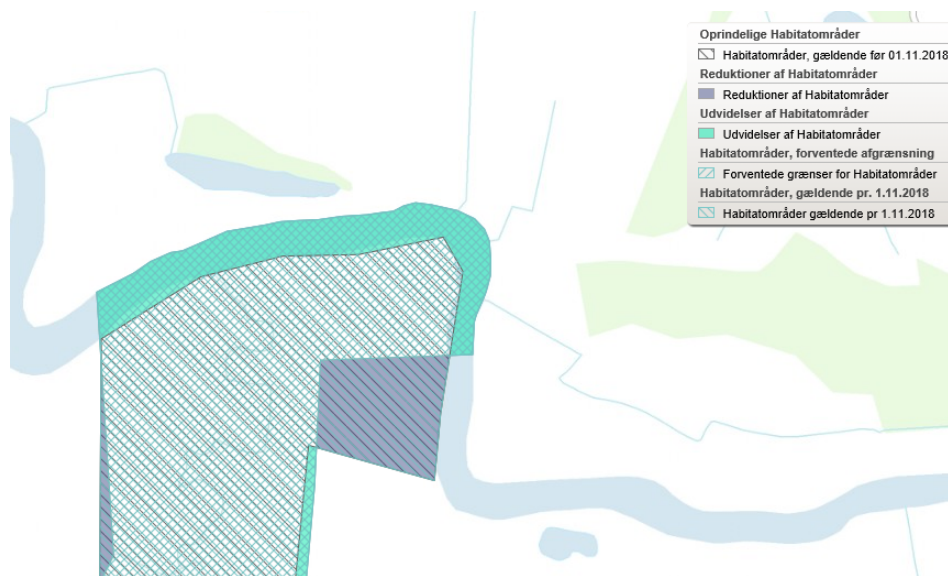 Oprindelige Habitatområder
Habitatområder, gældende før 01.11.2018
Reduktioner af Habitatområder
Reduktioner af Habitatområder
Udvidelser af Habitatområder
Udvidelser af Habitatområder
Habitatområder, forventede afgrænsning
Forventede grænser for Habitatområder
Habitatområder, gældende pr. 1.11.2018
Habitatområder gældende pr 1.11.2018